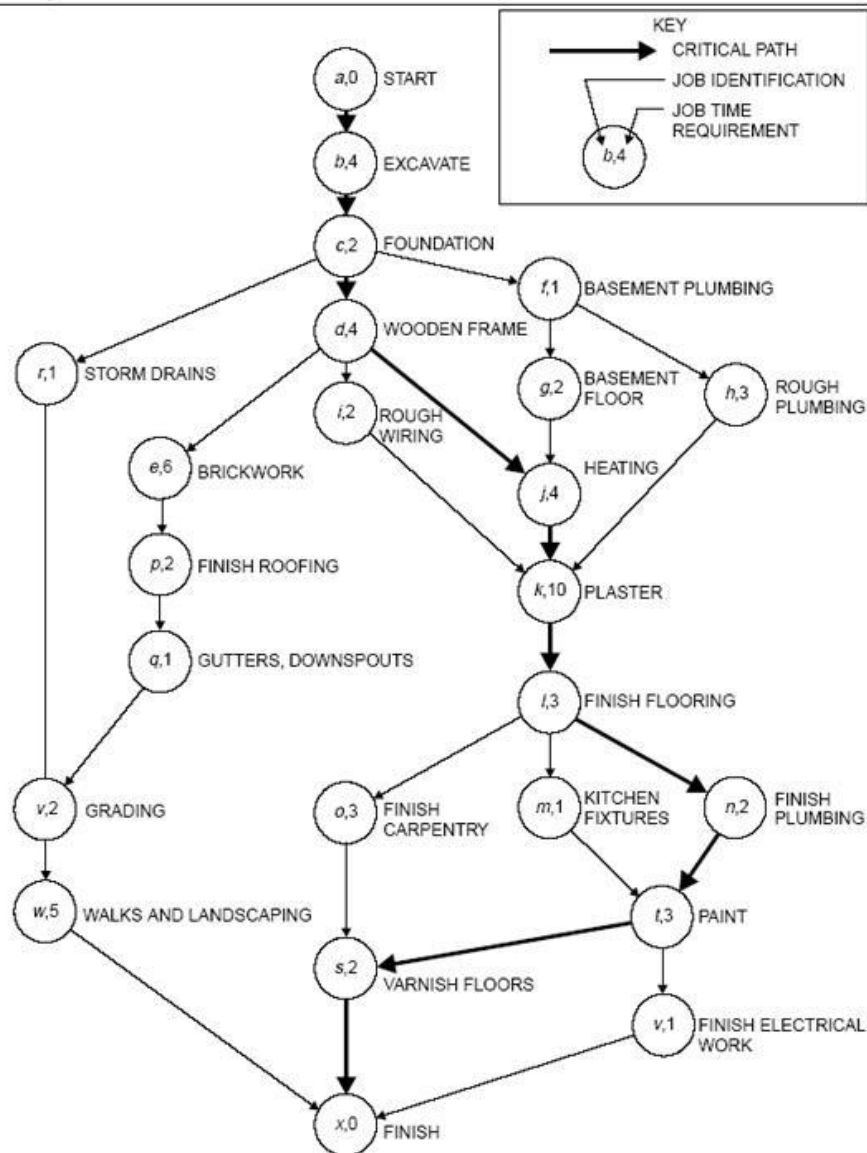 KEY
CRITICAL PATH
JOB IDENTIFICATION
JOB TIME
REQUIREMENT
b,4
a,0
START
b,4
EXCAVATE
c,2
FOUNDATION
f,1
BASEMENT PLUMBING
d,4
WOODEN FRAME
r,1
STORM DRAINS
i,2
ROUGH
WIRING
g,2
BASEMENT
FLOOR
h,3
ROUGH
PLUMBING
e,6
BRICKWORK
HEATING
j,4
p,2
FINISH ROOFING
k,10
PLASTER
q,1
GUTTERS, DOWNSPOUTS
l,3
FINISH FLOORING
v,2
GRADING
o,3
FINISH
CARPENTRY
m,1
KITCHEN
FIXTURES
n,2
FINISH
PLUMBING
w,5
WALKS AND LANDSCAPING
t,3
PAINT
s,2
VARNISH FLOORS
v,1
FINISH ELECTRICAL
WORK
x,0
FINISH